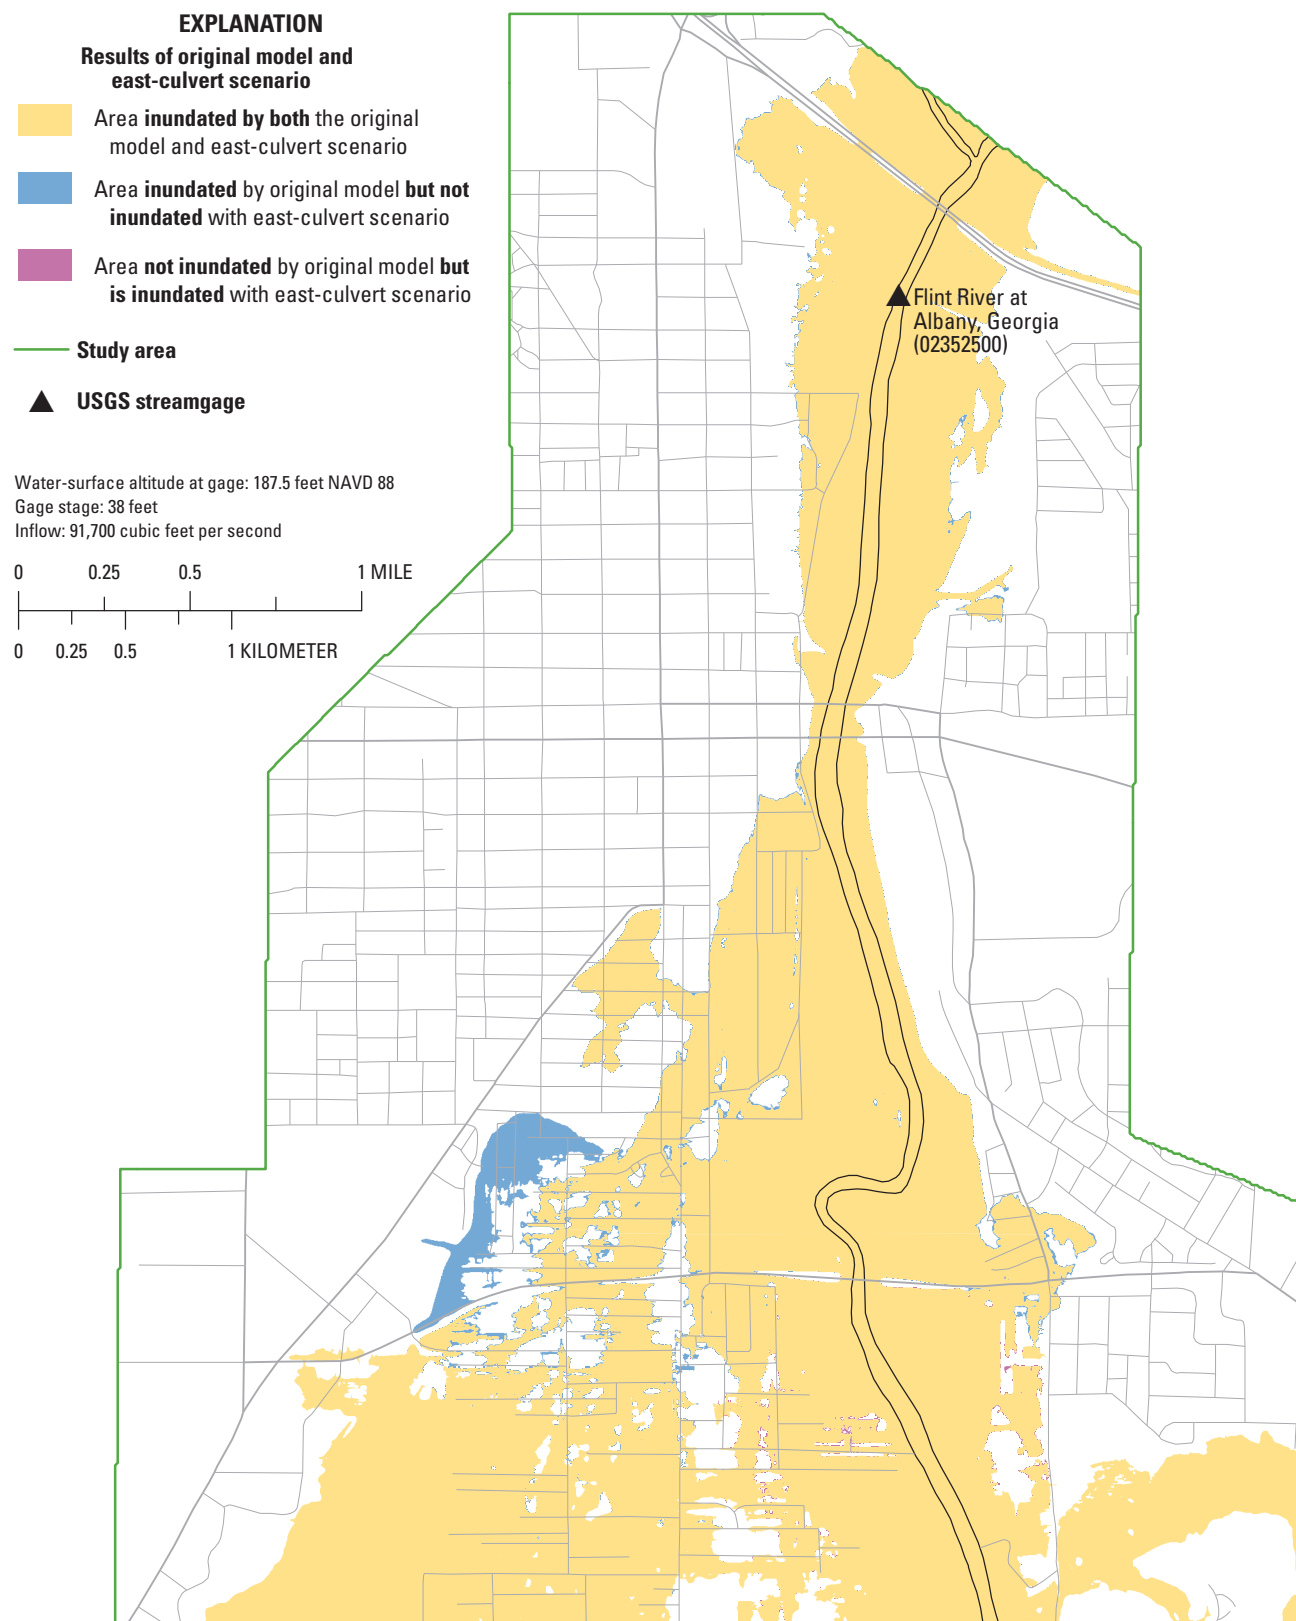 EXPLANATION
Results of original model and
east-culvert scenario
Area inundated by both the original
model and east-culvert scenario
Area inundated by original model but not
inundated with east-culvert scenario
Area not inundated by original model but
is inundated with east-culvert scenario
Study area
USGS streamgage
Water-surface altitude at gage: 187.5 feet NAVD 88
Gage stage: 38 feet
Inflow: 91,700 cubic feet per second
0 0.25 0.5 1 MILE
0 0.25 0.5 1 KILOMETER
Flint River at
Albany, Georgia
(02352500)